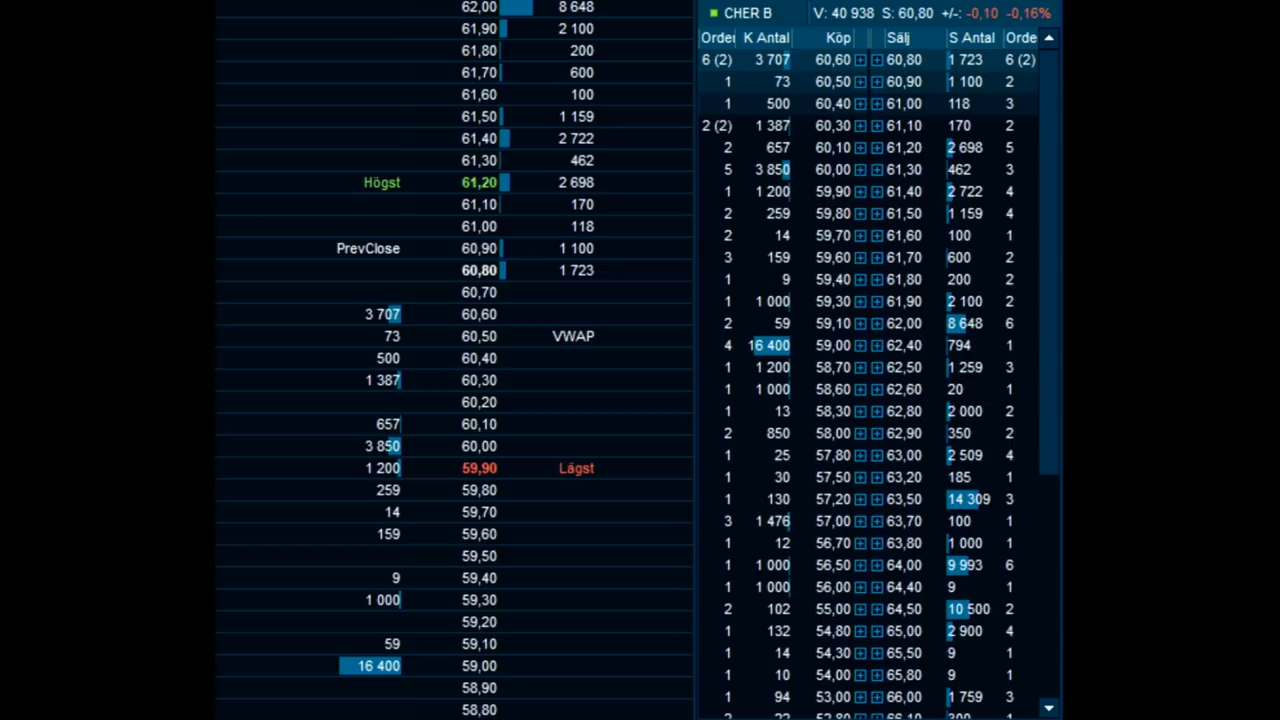 62,00 8 648
61,90 2 100
61,80 200
61,70 600
61,60 100
61,50 1 159
61,40 2 722
61,30 462
Högst 61,20 2 698
61,10 170
61,00 118
PrevClose 60,90 1 100
60,80 1 723
60,70
3 707 60,60
73 60,50 VWAP
500 60,40
1 387 60,30
60,20
657 60,10
3 850 60,00
1 200 59,90 Lägst
259 59,80
14 59,70
159 59,60
59,50
9 59,40
1 000 59,30
59,20
59 59,10
16 400 59,00
58,90
58,80
CHER B V: 40 938 S: 60,80 +/-: -0,10 -0,16%
Order K Antal Köp Sälj S Antal Orde
6 (2) 3 707 60,60 60,80 1 723 6 (2)
1 73 60,50 60,90 1 100 2
1 500 60,40 61,00 118 3
2 (2) 1 387 60,30 61,10 170 2
2 657 60,10 61,20 2 698 5
5 3 850 60,00 61,30 462 3
1 1 200 59,90 61,40 2 722 4
2 259 59,80 61,50 1 159 4
2 14 59,70 61,60 100 1
3 159 59,60 61,70 600 2
1 9 59,40 61,80 200 2
1 1 000 59,30 61,90 2 100 2
2 59 59,10 62,00 8 648 6
4 16 400 59,00 62,40 794 1
1 1 200 58,70 62,50 1 259 3
1 1 000 58,60 62,60 20 1
1 13 58,30 62,80 2 000 2
2 850 58,00 62,90 350 2
1 25 57,80 63,00 2 509 4
1 30 57,50 63,20 185 1
1 130 57,20 63,50 14 309 3
3 1 476 57,00 63,70 100 1
1 12 56,70 63,80 1 000 1
1 1 000 56,50 64,00 9 993 6
1 1 000 56,00 64,40 9 1
2 102 55,00 64,50 10 500 2
1 132 54,80 65,00 2 900 4
1 14 54,30 65,50 9 1
1 10 54,00 65,80 9 1
1 94 53,00 66,00 1 759 3
2 22 52,80 66,10 300 1